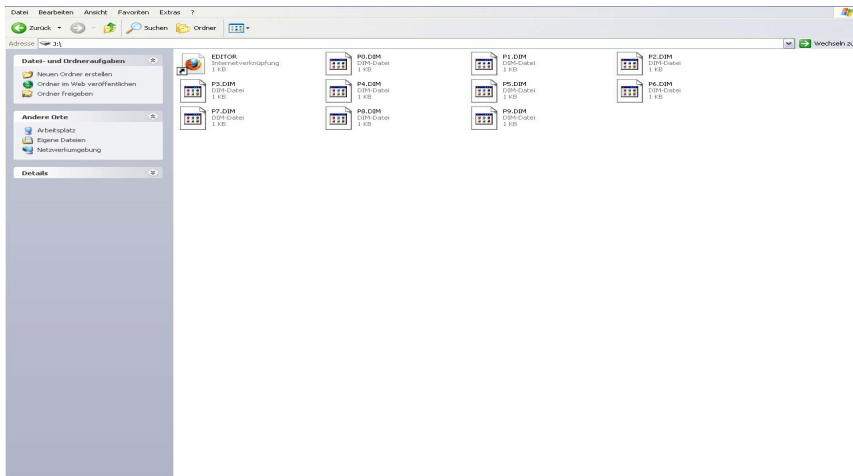 Datei Bearbeiten Ansicht Favoriten Extras ?
Zurück Suchen Ordner
Adresse J:\ Wechseln zu
Datei- und Ordneraufgaben
Neuen Ordner erstellen
Ordner im Web veröffentlichen
Ordner freigeben
Andere Orte
Arbeitsplatz
Eigene Dateien
Netzwerkumgebung
Details
EDITOR
Internetverknüpfung
1 KB
P0.DIM
DIM-Datei
1 KB
P1.DIM
DIM-Datei
1 KB
P2.DIM
DIM-Datei
1 KB
P3.DIM
DIM-Datei
1 KB
P4.DIM
DIM-Datei
1 KB
P5.DIM
DIM-Datei
1 KB
P6.DIM
DIM-Datei
1 KB
P7.DIM
DIM-Datei
1 KB
P8.DIM
DIM-Datei
1 KB
P9.DIM
DIM-Datei
1 KB